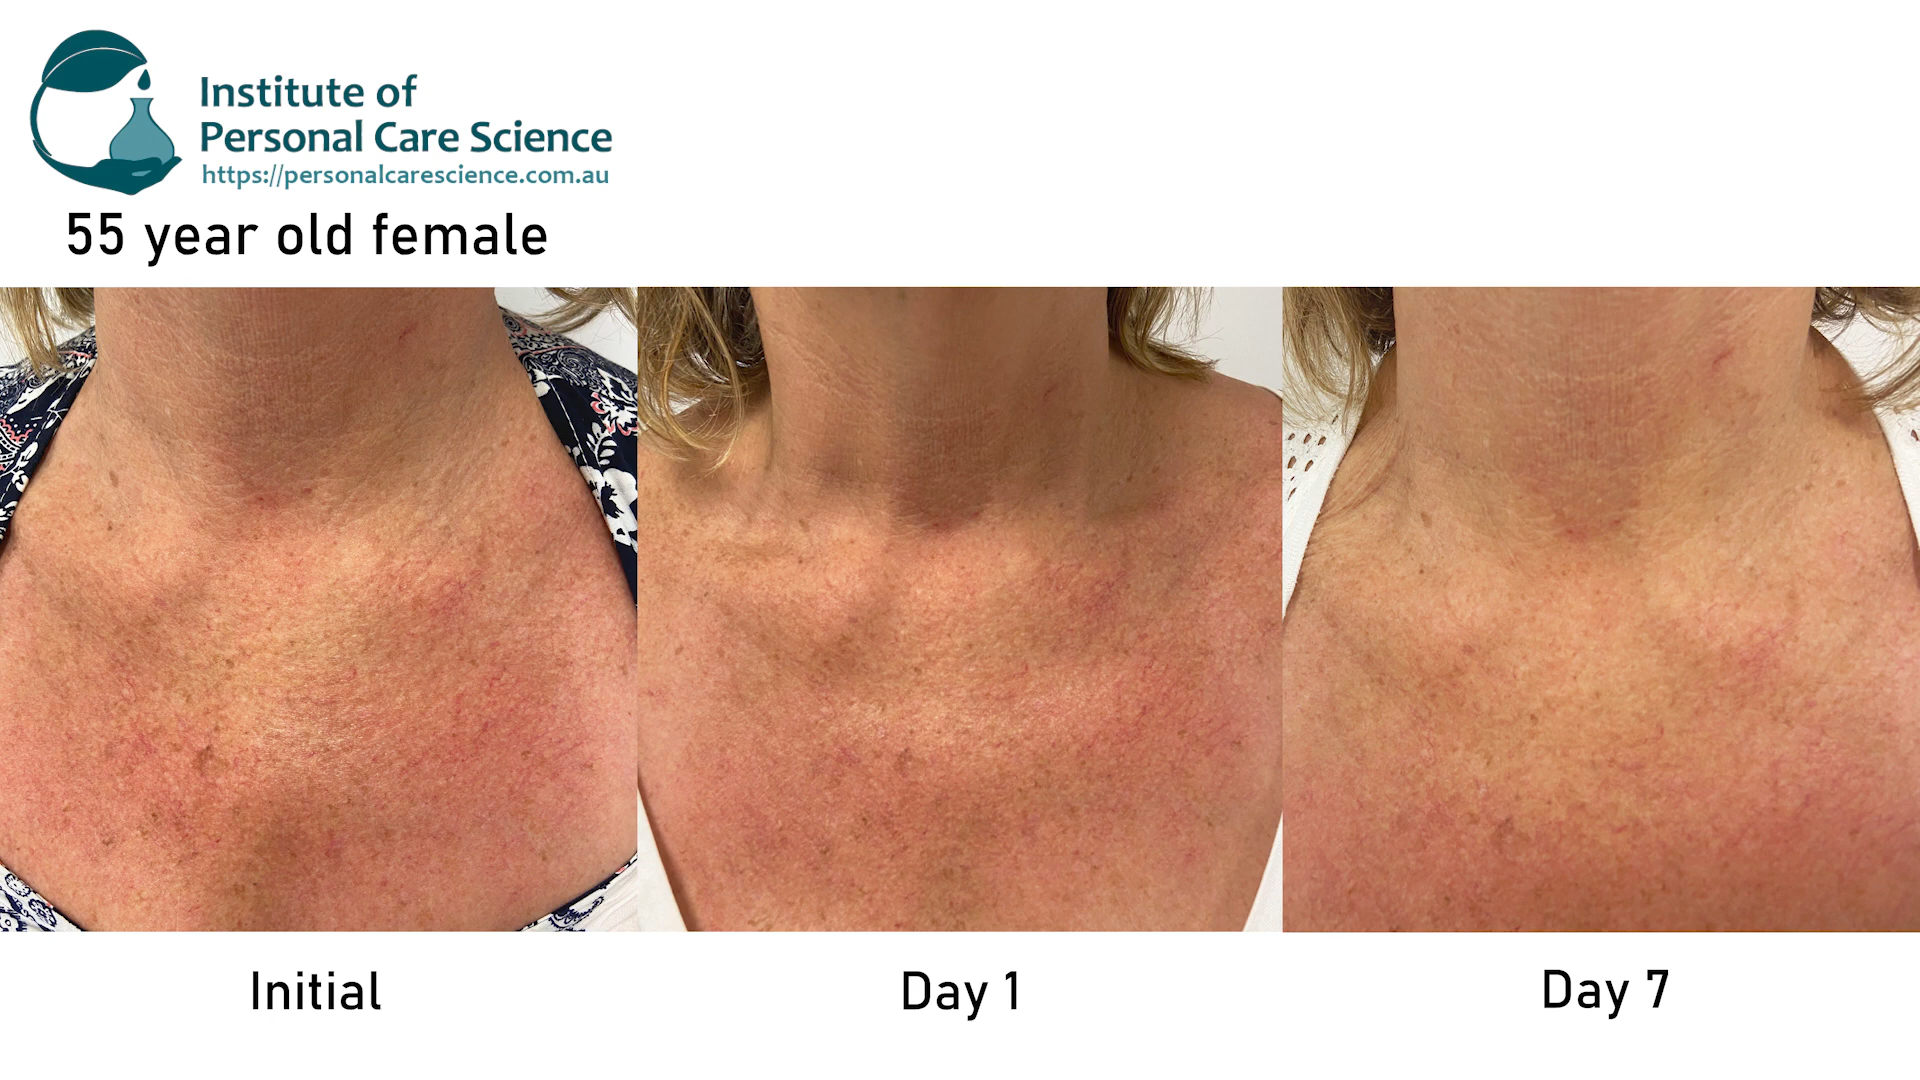 Institute of
Personal Care Science
https://personalcarescience.com.au
55 year old female
Initial
Day 1
Day 7